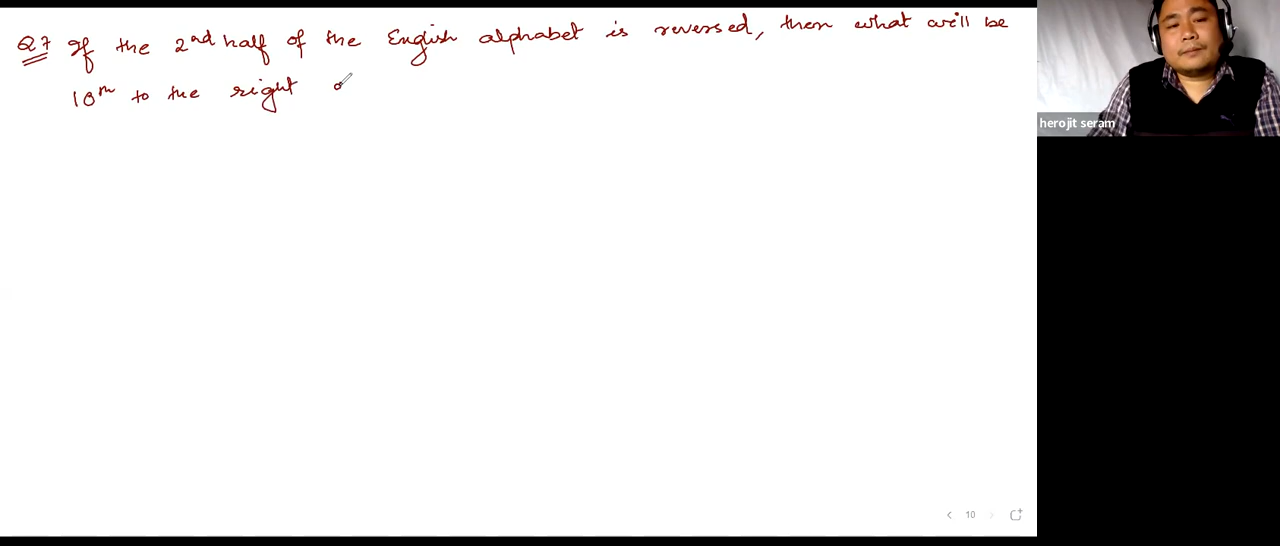 Q7 If the 2nd half of the Engish alphabet is reversed, then what will be
10th to the right o
herojit seram
10